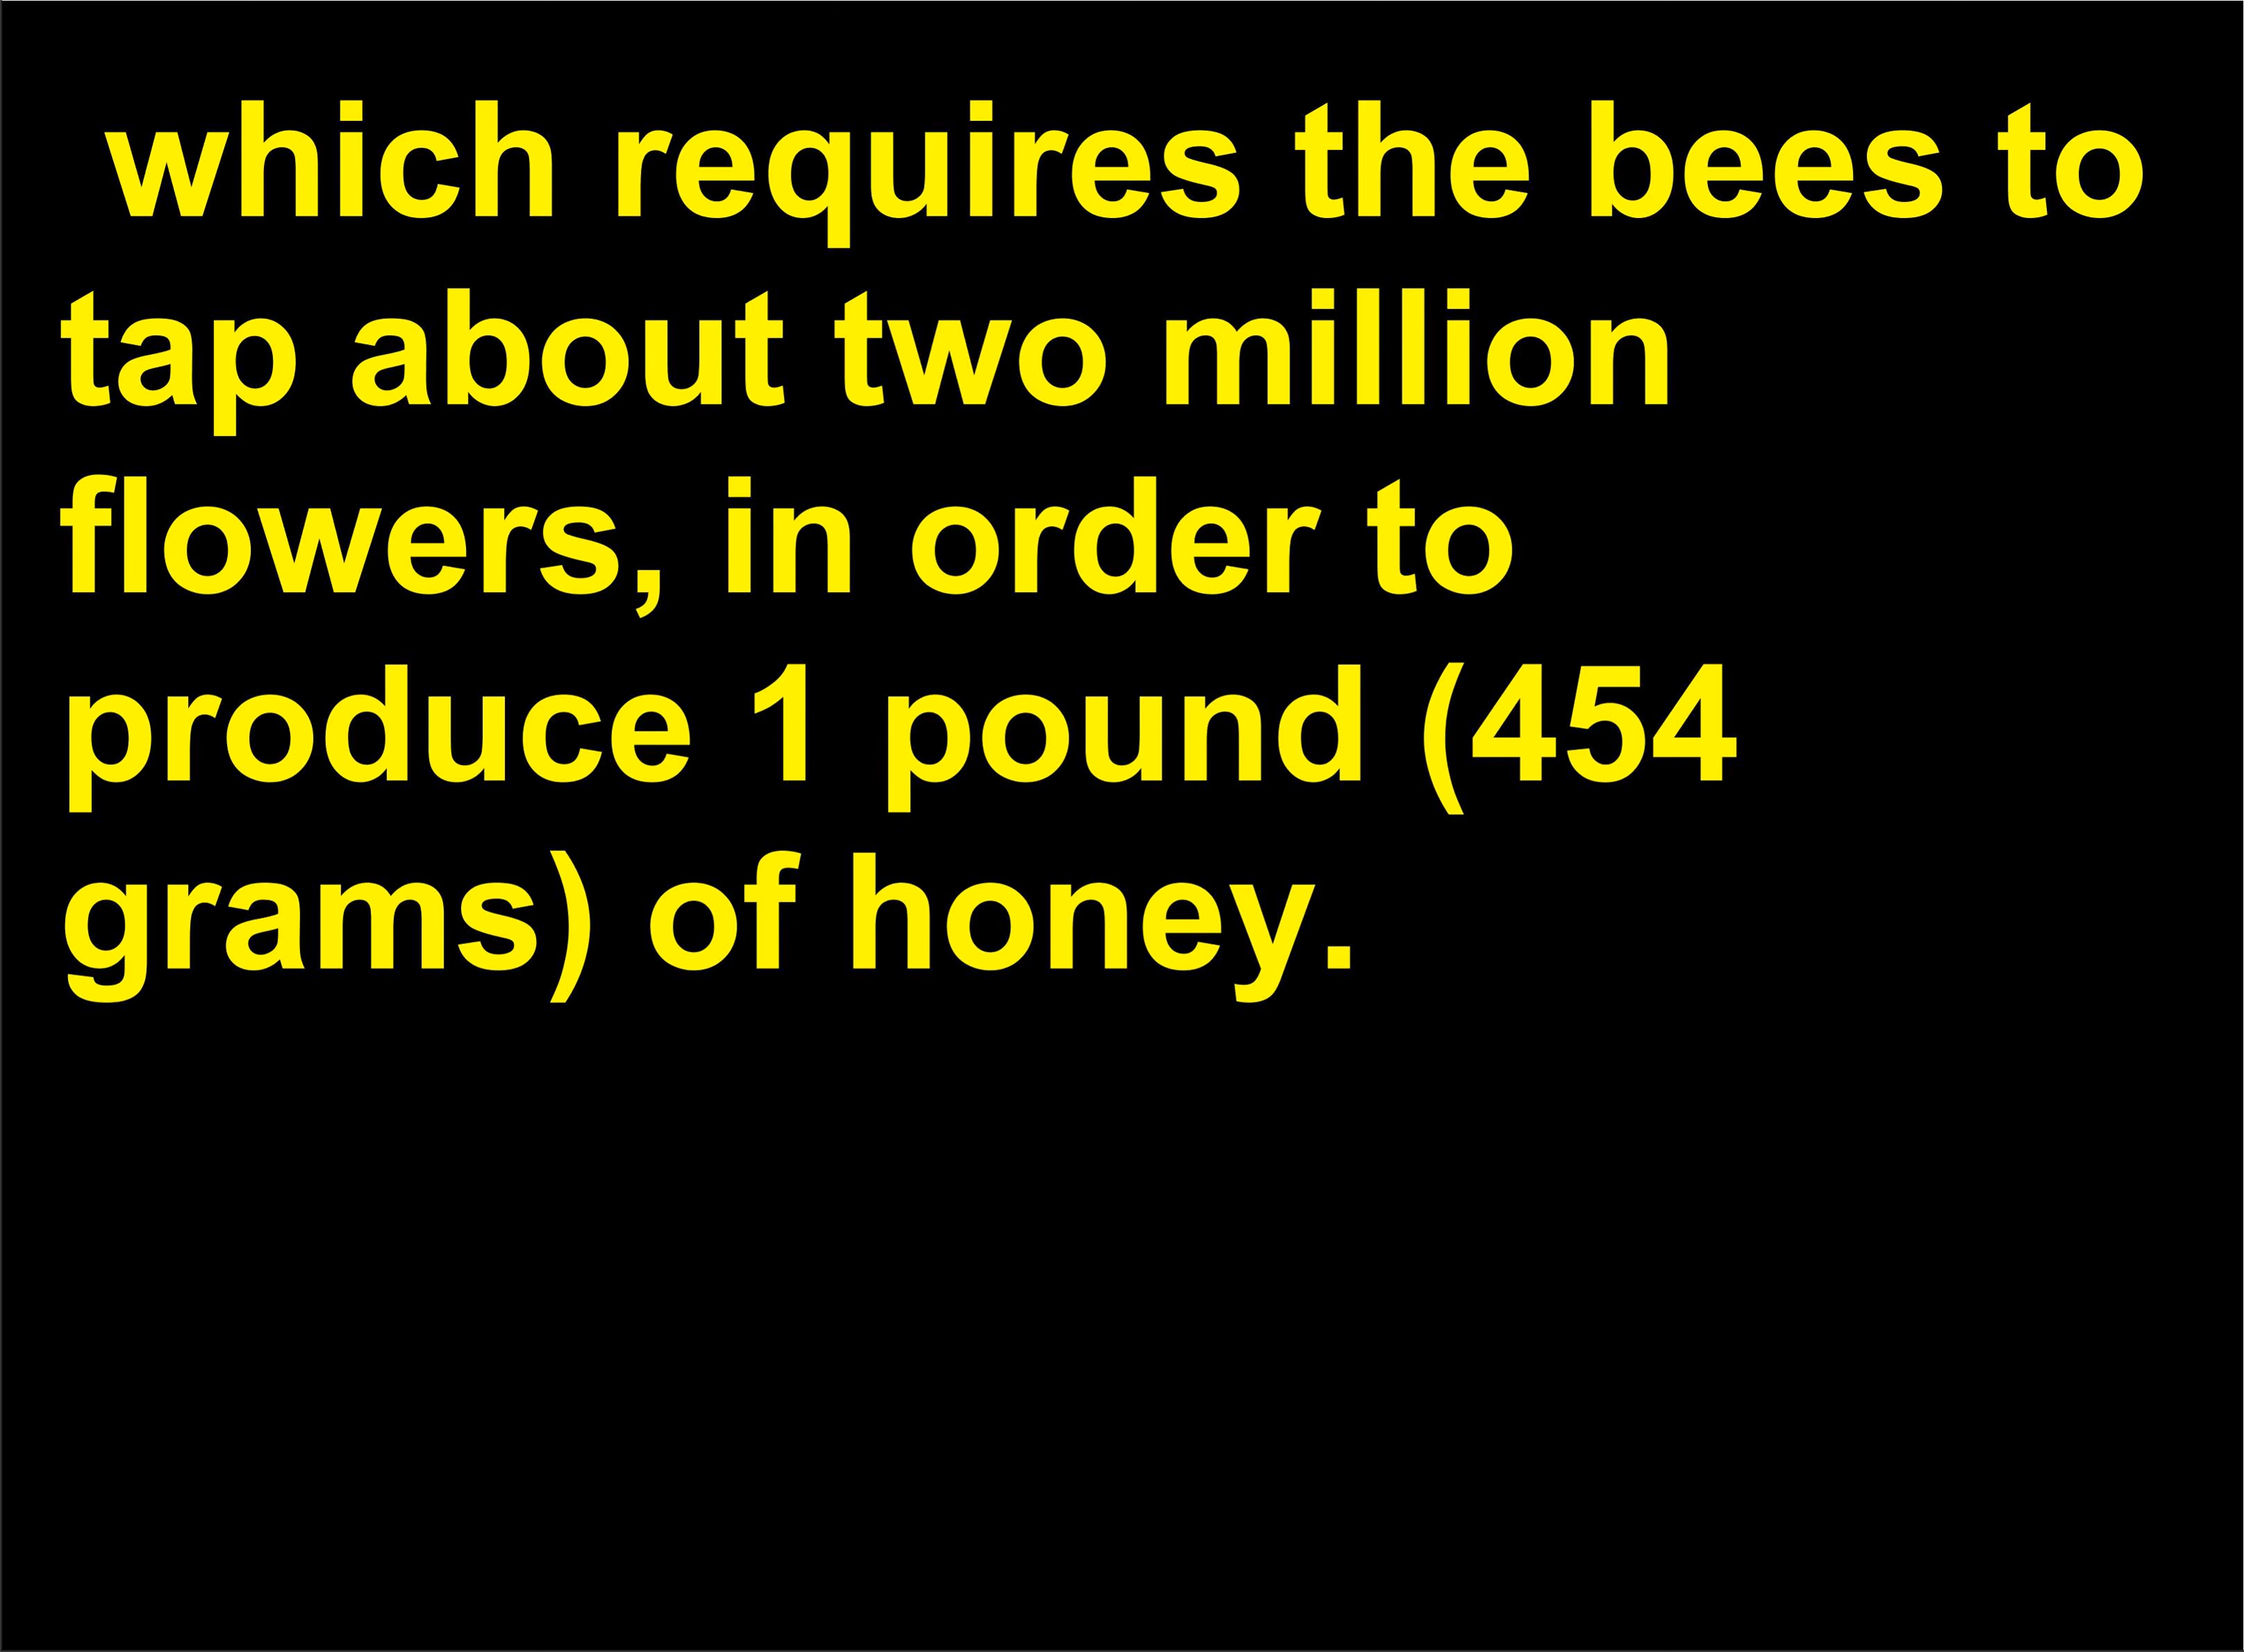 which requires the bees to
tap about two million
flowers, in order to
produce 1 pound (454
grams) of honey.